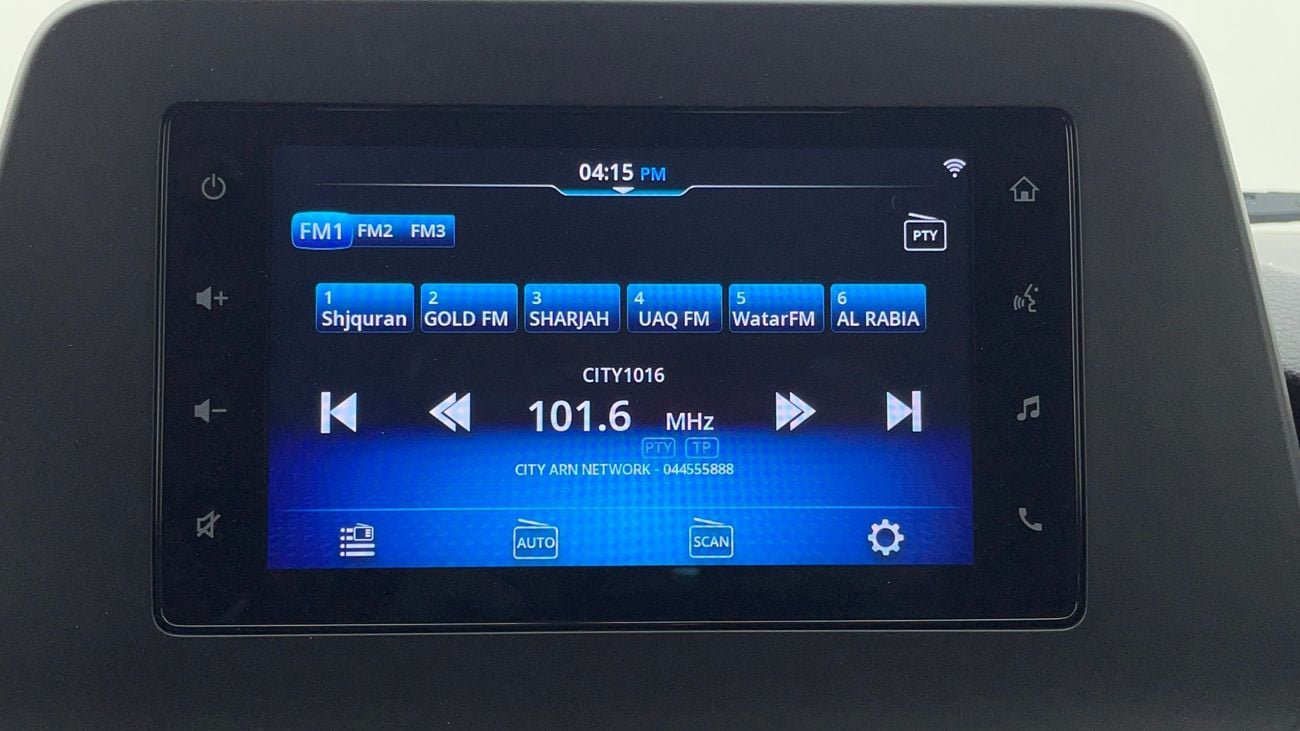 04:15 PM
FM1 FM2 FM3
PTY
1 2 3 4 5 6
Shjquran GOLD FM SHARJAH UAQ FM WatarFM AL RABIA
CITY1016
101.6 MHz
PTY TP
CITY ARN NETWORK - 044555888
AUTO SCAN